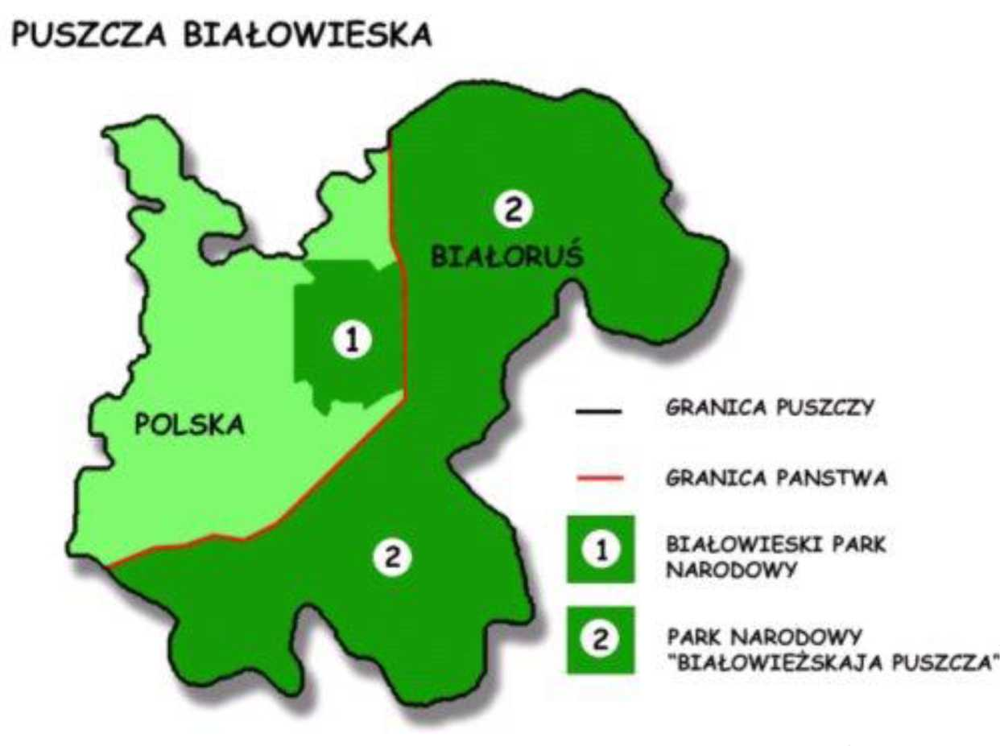 PUSZCZA BIAŁOWIESKA
2
BIAŁORUŚ
1
POLSKA
2
GRANICA PUSZCZY
GRANICA PANSTWA
1
BIAŁOWIESKI PARK
NARODOWY
2
PARK NARODOWY
"BIAŁOWIEŻSKAJA PUSZCZA"